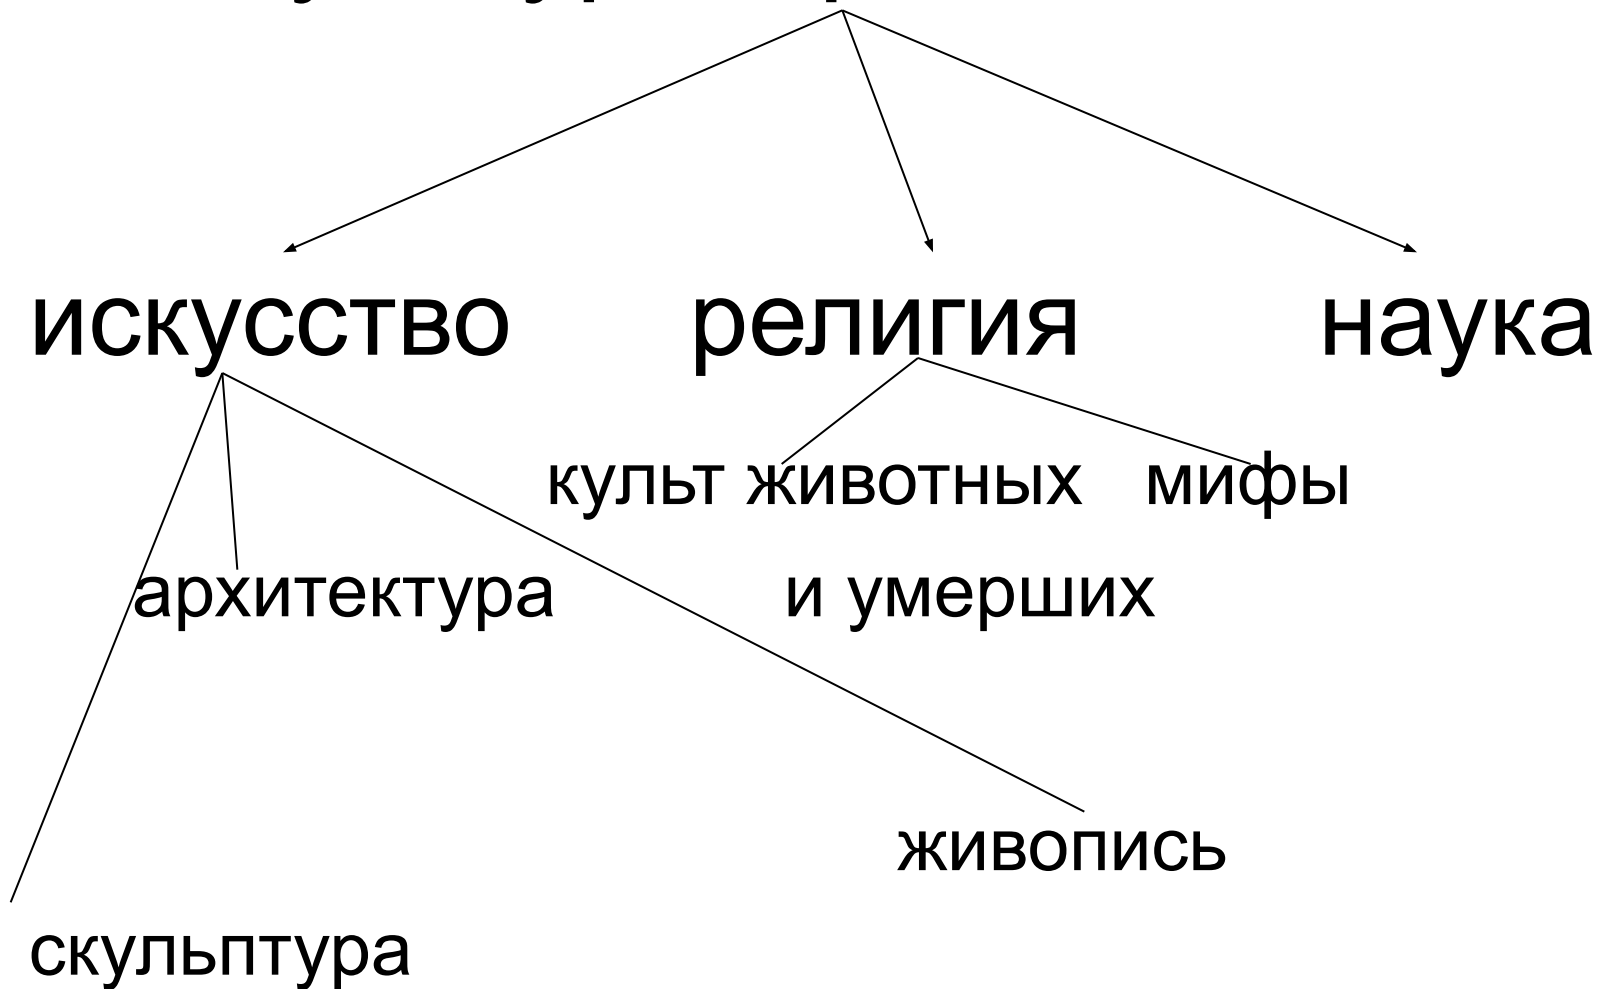 искусство религия наука
культ животных мифы
архитектура и умерших
живопись
скульптура